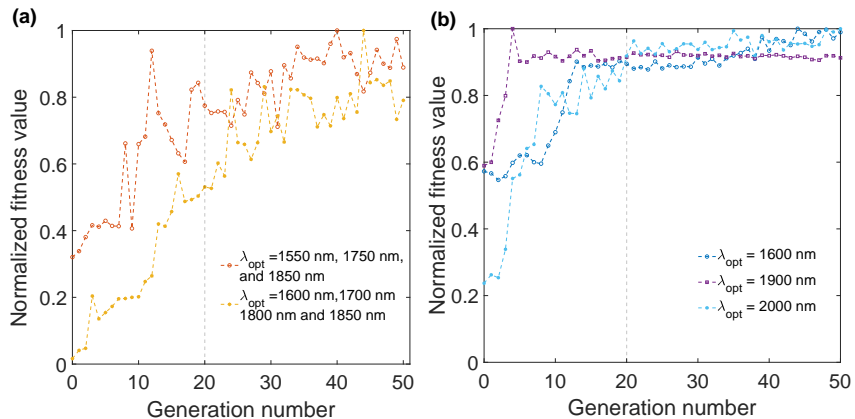 (a)
Normalized fitness value
1
0.8
0.6
0.4
0.2
0
0
10
20
30
40
50
Generation number
λopt =1550 nm, 1750 nm,
and 1850 nm
λopt =1600 nm,1700 nm
1800 nm and 1850 nm
(b)
Normalized fitness value
1
0.8
0.6
0.4
0.2
0
0
10
20
30
40
50
Generation number
λopt = 1600 nm
λopt = 1900 nm
λopt = 2000 nm